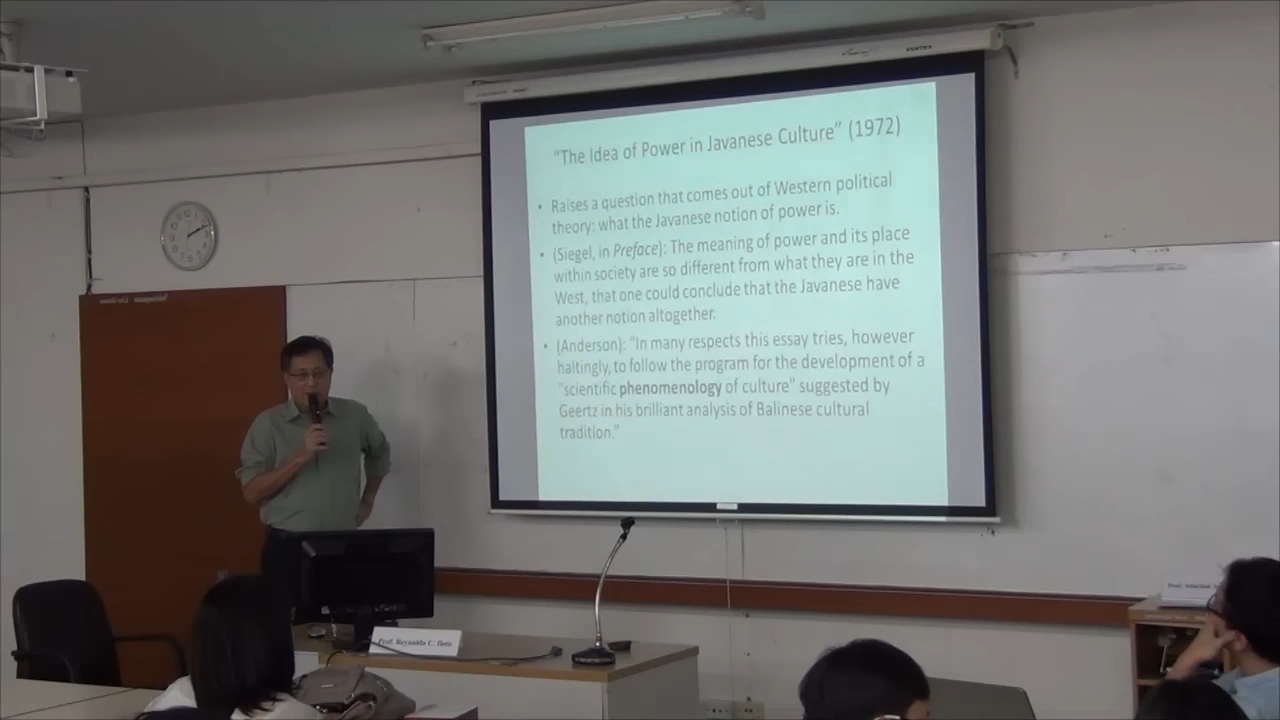 VERTEX
"The Idea of Power in Javanese Culture" (1972)
• Raises a question that comes out of Western political
theory: what the Javanese notion of power is.
• (Siegel, in Preface): The meaning of power and its place
within society are so different from what they are in the
West, that one could conclude that the Javanese have
another notion altogether.
• (Anderson): "In many respects this essay tries, however
haltingly, to follow the program for the development of a
"scientific phenomenology of culture" suggested by
Geertz in his brilliant analysis of Balinese cultural
tradition."
Prof. Reynaldo C. Ileto
Prof.